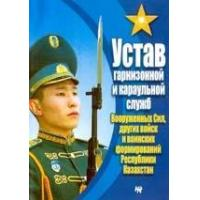 Устав
гарнизонной
и караульной
служб
Вооруженных Сил,
других войск
и воинских
формирований
Республики
Казахстан